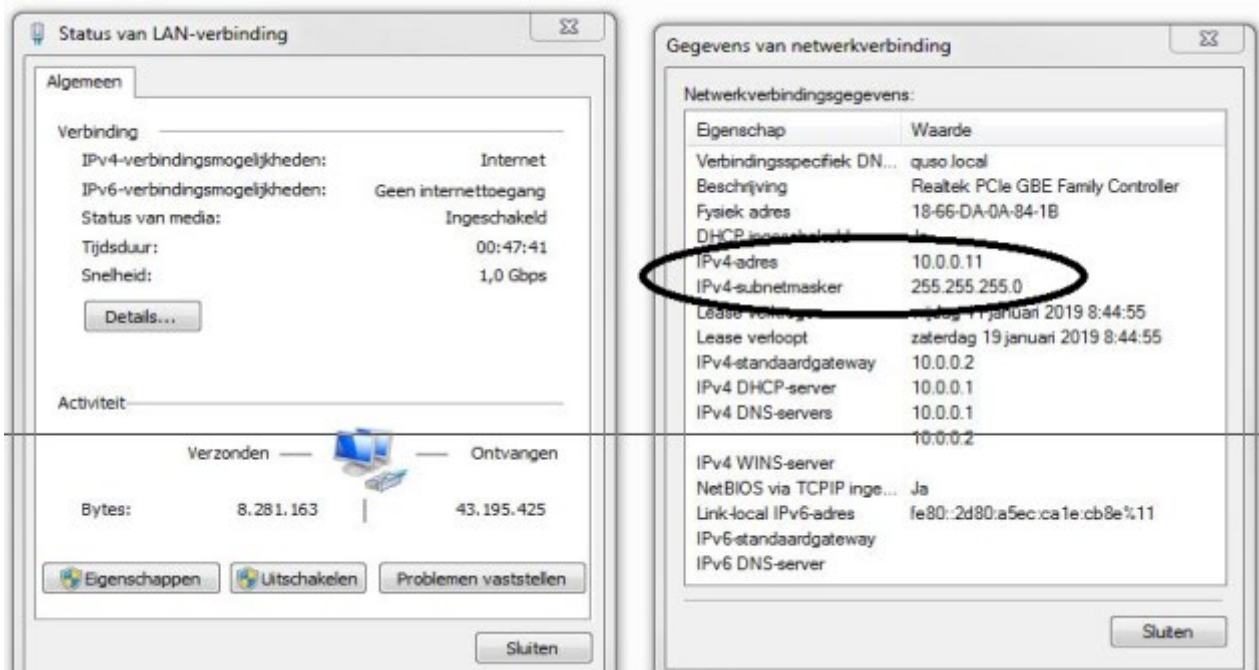 Status van LAN-verbinding
Algemeen
Verbinding
IPv4-verbindingsmogelijkheden: Internet
IPv6-verbindingsmogelijkheden: Geen internettoegang
Status van media: Ingeschakeld
Tijdsduur: 00:47:41
Snelheid: 1,0 Gbps
Details...
Activiteit
Verzonden Ontvangen
Bytes: 8.281.163 43.195.425
Eigenschappen Uitschakelen Problemen vaststellen
Sluiten
Gegevens van netwerkverbinding
Netwerkverbindingsgegevens:
Eigenschap Waarde
Verbindingsspecifiek DN... quso.local
Beschrijving Realtek PCIe GBE Family Controller
Fysiek adres 18-66-DA-0A-84-1B
DHCP ingeschakeld Ja
IPv4-adres 10.0.0.11
IPv4-subnetmasker 255.255.255.0
Lease januari 2019 8:44:55
Lease verloopt zaterdag 19 januari 2019 8:44:55
IPv4-standaardgateway 10.0.0.2
IPv4 DHCP-server 10.0.0.1
IPv4 DNS-servers 10.0.0.1
10.0.0.2
IPv4 WINS-server
NetBIOS via TCPIP inge... Ja
Link-local IPv6-adres fe80::2d80:a5ec:ca1e:cb8e%11
IPv6-standaardgateway
IPv6 DNS-server
Sluiten